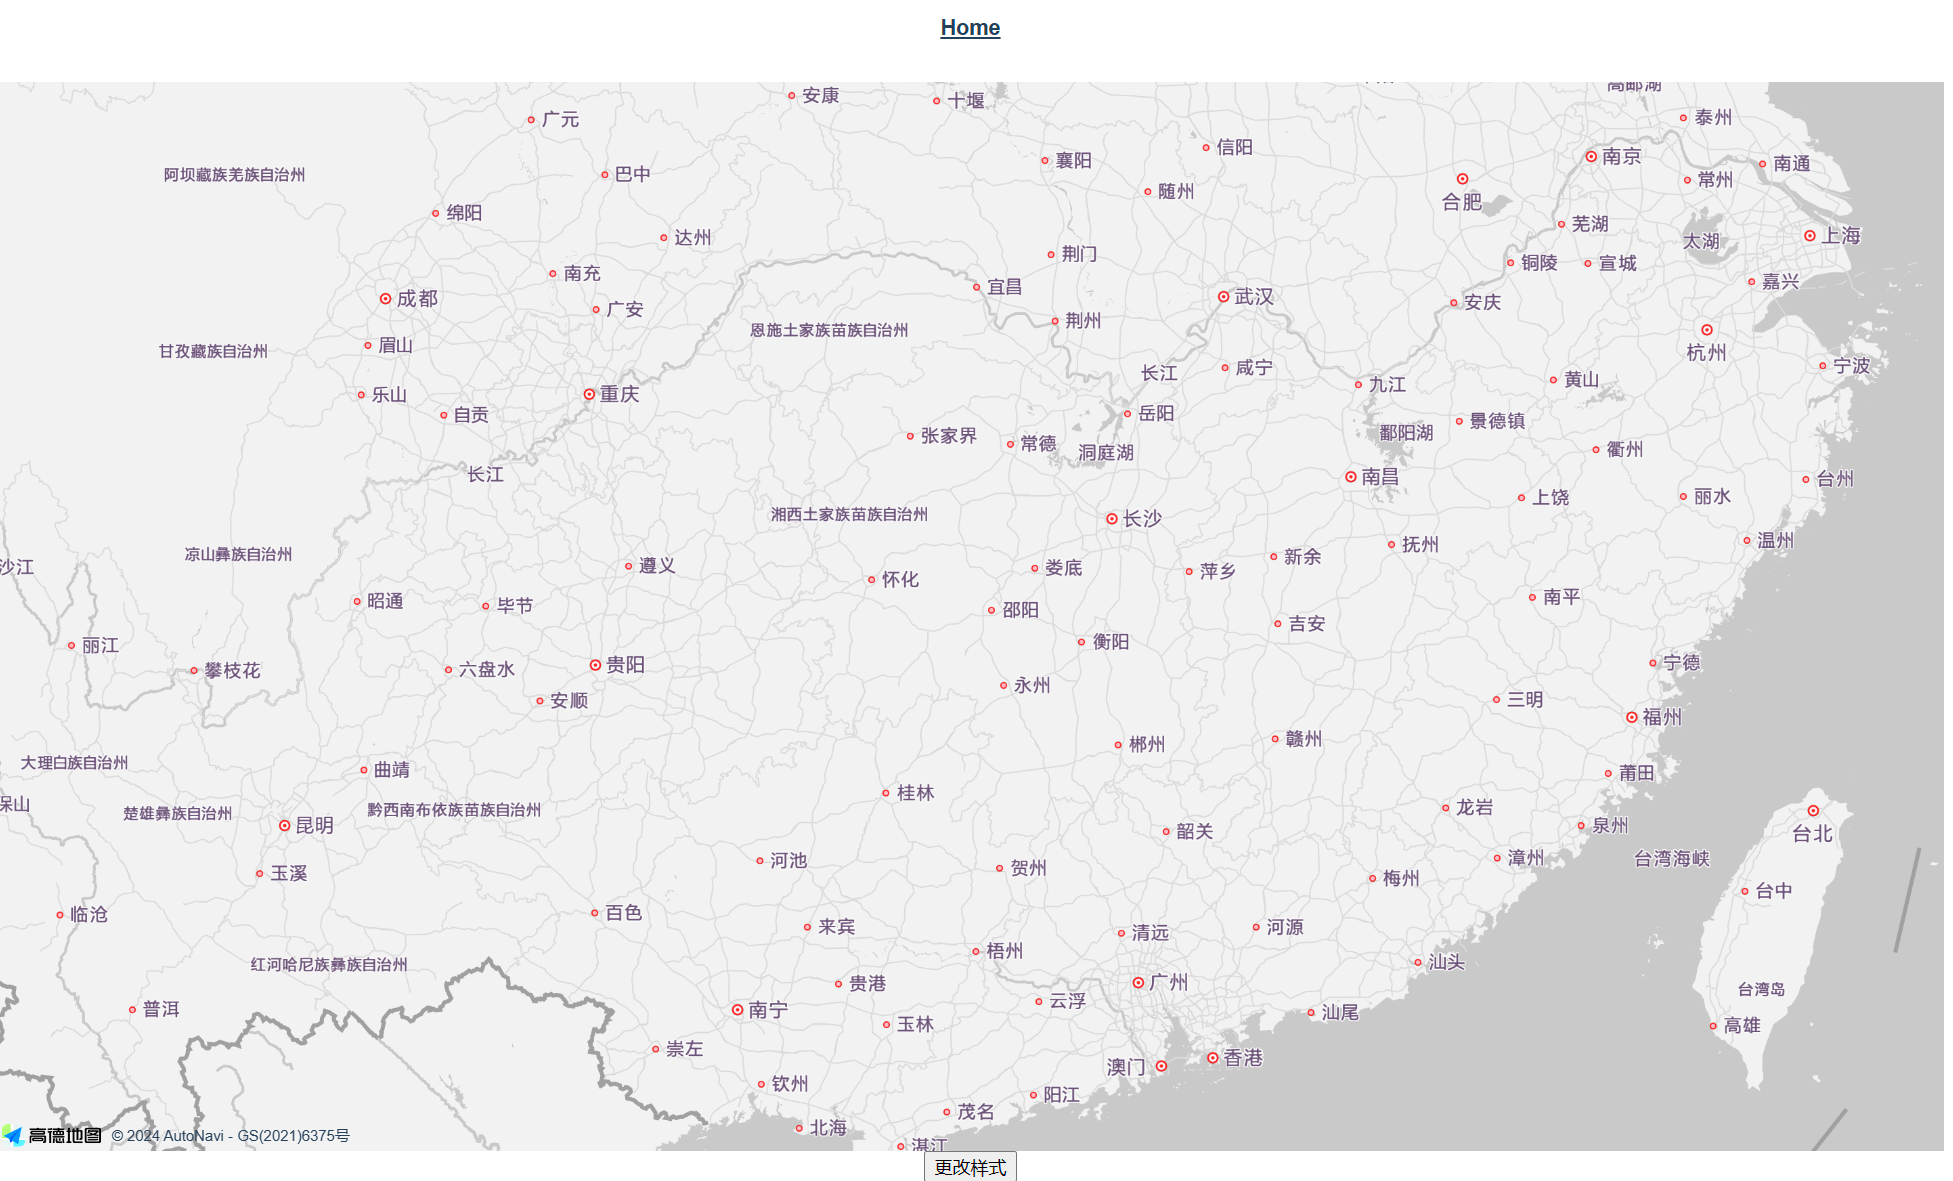 Home
安康
十堰
高邮湖
广元
泰州
襄阳
信阳
南京
南通
阿坝藏族羌族自治州
巴中
随州
常州
合肥
绵阳
芜湖
达州
太湖
上海
荆门
铜陵
宣城
南充
宜昌
嘉兴
成都
武汉
安庆
广安
荆州
恩施土家族苗族自治州
甘孜藏族自治州
眉山
长江
咸宁
杭州
宁波
九江
黄山
乐山
重庆
自贡
岳阳
景德镇
张家界
常德
鄱阳湖
洞庭湖
衢州
长江
南昌
台州
上饶
丽水
湘西土家族苗族自治州
长沙
凉山彝族自治州
沙江
新余
抚州
温州
遵义
怀化
娄底
萍乡
昭通
毕节
邵阳
南平
吉安
丽江
衡阳
攀枝花
六盘水
贵阳
宁德
永州
安顺
三明
福州
大理白族自治州
郴州
赣州
曲靖
莆田
保山
楚雄彝族自治州
黔西南布依族苗族自治州
桂林
龙岩
昆明
韶关
泉州
台北
玉溪
河池
贺州
漳州
台湾海峡
梅州
台中
临沧
百色
来宾
清远
河源
红河哈尼族彝族自治州
梧州
汕头
贵港
广州
台湾岛
普洱
南宁
云浮
玉林
汕尾
高雄
崇左
澳门
香港
钦州
阳江
茂名
北海
湛江
高德地图 © 2024 AutoNavi - GS(2021)6375号
更改样式